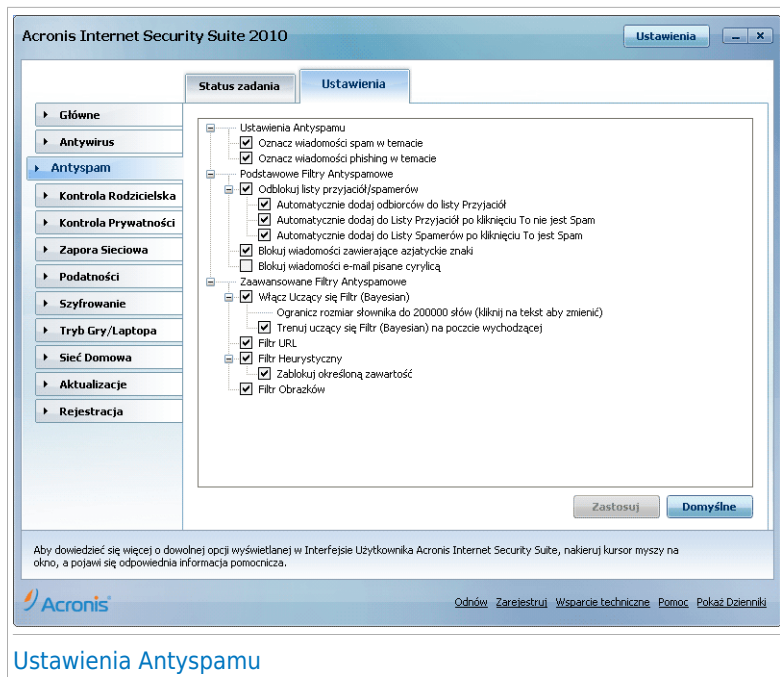 Acronis Internet Security Suite 2010
Ustawienia
Status zadania
Ustawienia
Główne
Antywirus
Antyspam
Kontrola Rodzicielska
Kontrola Prywatności
Zapora Sieciowa
Podatności
Szyfrowanie
Tryb Gry/Laptopa
Sieć Domowa
Aktualizacje
Rejestracja
Ustawienia Antyspamu
Oznacz wiadomości spam w temacie
Oznacz wiadomości phishing w temacie
Podstawowe Filtry Antyspamowe
Odblokuj listy przyjaciół/spamerów
Automatycznie dodaj odbiorców do listy Przyjaciół
Automatycznie dodaj do Listy Przyjaciół po kliknięciu To nie jest Spam
Automatycznie dodaj do Listy Spamerów po kliknięciu To jest Spam
Blokuj wiadomości zawierające azjatyckie znaki
Blokuj wiadomości e-mail pisane cyrylicą
Zaawansowane Filtry Antyspamowe
Włącz Uczący się Filtr (Bayesian)
Ogranicz rozmiar słownika do 200000 słów (kliknij na tekst aby zmienić)
Trenuj uczący się Filtr (Bayesian) na poczcie wychodzącej
Filtr URL
Filtr Heurystyczny
Zablokuj określoną zawartość
Filtr Obrazków
Zastosuj
Domyślne
Aby dowiedzieć się więcej o dowolnej opcji wyświetlanej w Interfejsie Użytkownika Acronis Internet Security Suite, nakieruj kursor myszy na
okno, a pojawi się odpowiednia informacja pomocnicza.
Acronis
Odnów Zarejestruj Wsparcie techniczne Pomoc Pokaż Dzienniki
Ustawienia Antyspamu